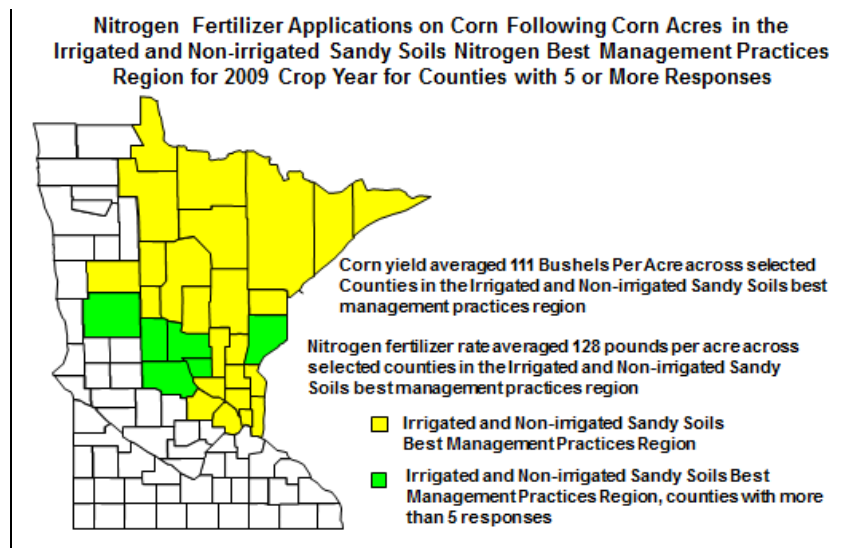 Nitrogen Fertilizer Applications on Corn Following Corn Acres in the
Irrigated and Non-irrigated Sandy Soils Nitrogen Best Management Practices
Region for 2009 Crop Year for Counties with 5 or More Responses
Corn yield averaged 111 Bushels Per Acre across selected
Counties in the Irrigated and Non-irrigated Sandy Soils best
management practices region
Nitrogen fertilizer rate averaged 128 pounds per acre across
selected counties in the Irrigated and Non-irrigated Sandy
Soils best management practices region
Irrigated and Non-irrigated Sandy Soils
Best Management Practices Region
Irrigated and Non-irrigated Sandy Soils Best
Management Practices Region, counties with more
than 5 responses